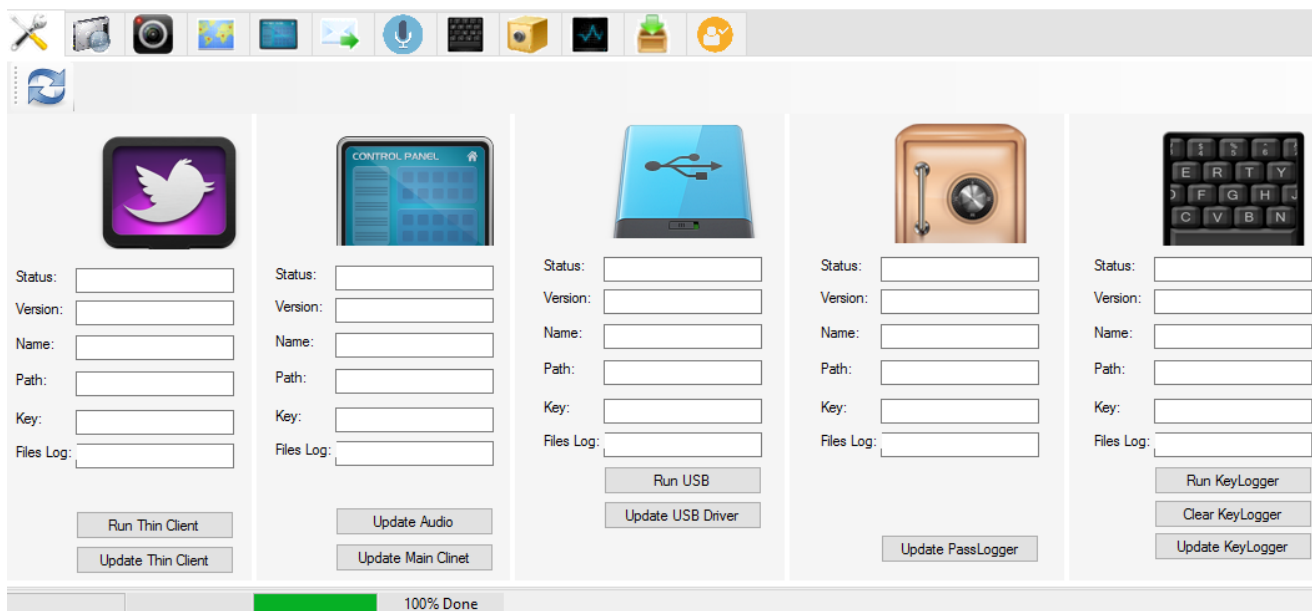 CONTROL PANEL
$ % ^
4 5 6
E R T Y
D F G H J
C V B N
Status:
Version:
Name:
Path:
Key:
Files Log:
Run Thin Client
Update Thin Client
Status:
Version:
Name:
Path:
Key:
Files Log:
Update Audio
Update Main Clinet
Status:
Version:
Name:
Path:
Key:
Files Log:
Run USB
Update USB Driver
Status:
Version:
Name:
Path:
Key:
Files Log:
Update PassLogger
Status:
Version:
Name:
Path:
Key:
Files Log:
Run KeyLogger
Clear KeyLogger
Update KeyLogger
100% Done